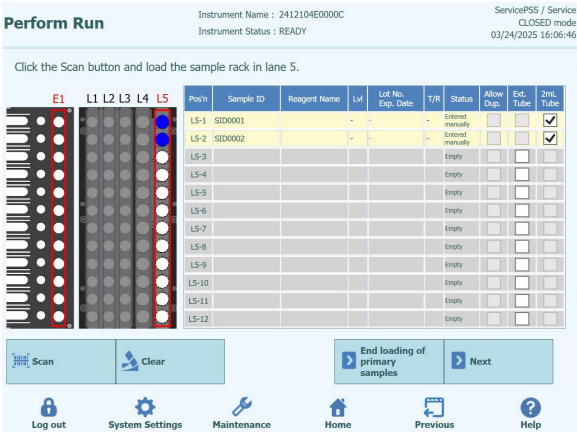 Perform Run
Instrument Name : 2412104E0000C
Instrument Status : READY
ServicePSS / Service
CLOSED mode
03/24/2025 16:06:46
Click the Scan button and load the sample rack in lane 5.
E1 L1 L2 L3 L4 L5
Pos'n Sample ID Reagent Name Lvl Lot No. Exp. Date T/R Status Allow Dup. Ext. Tube 2mL Tube
L5-1 SID0001 - - - Entered manually
L5-2 SID0002 - - - Entered manually
L5-3 Empty
L5-4 Empty
L5-5 Empty
L5-6 Empty
L5-7 Empty
L5-8 Empty
L5-9 Empty
L5-10 Empty
L5-11 Empty
L5-12 Empty
Scan
Clear
End loading of
primary
samples
Next
Log out
System Settings
Maintenance
Home
Previous
Help